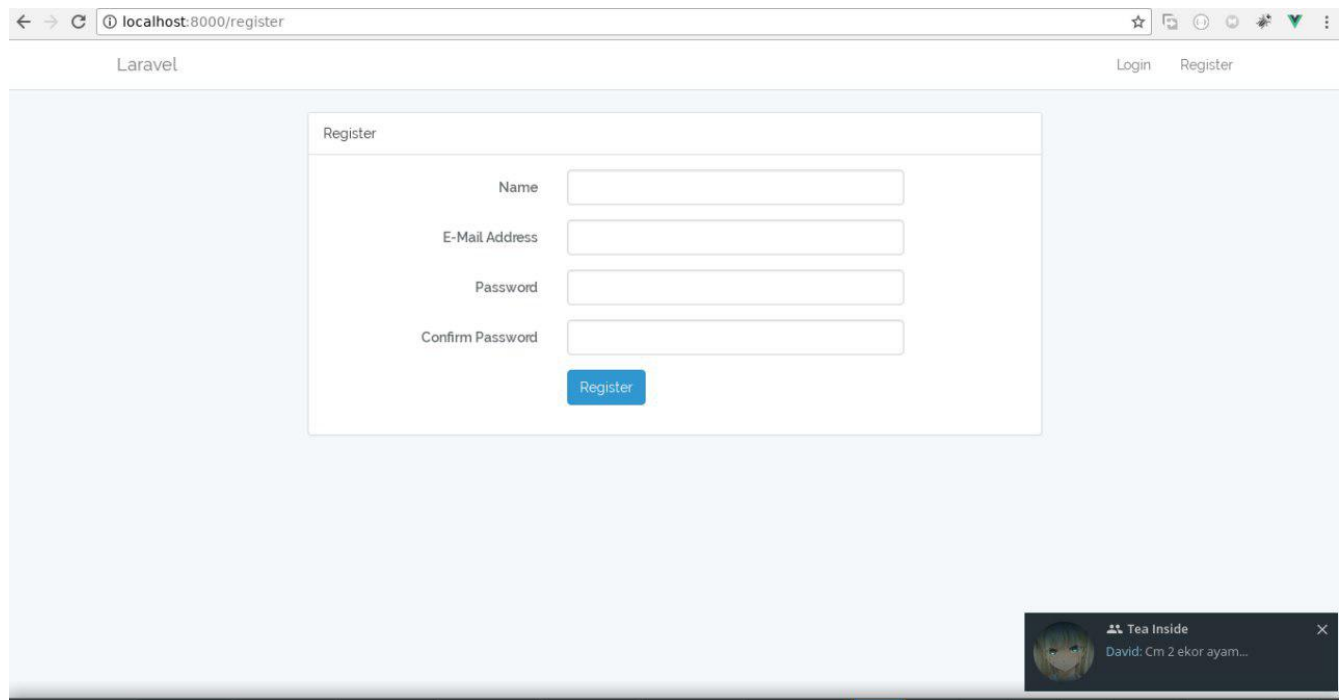 localhost:8000/register
Laravel
Login Register
Register
Name
E-Mail Address
Password
Confirm Password
Register
Tea Inside
David: Cm 2 ekor ayam...